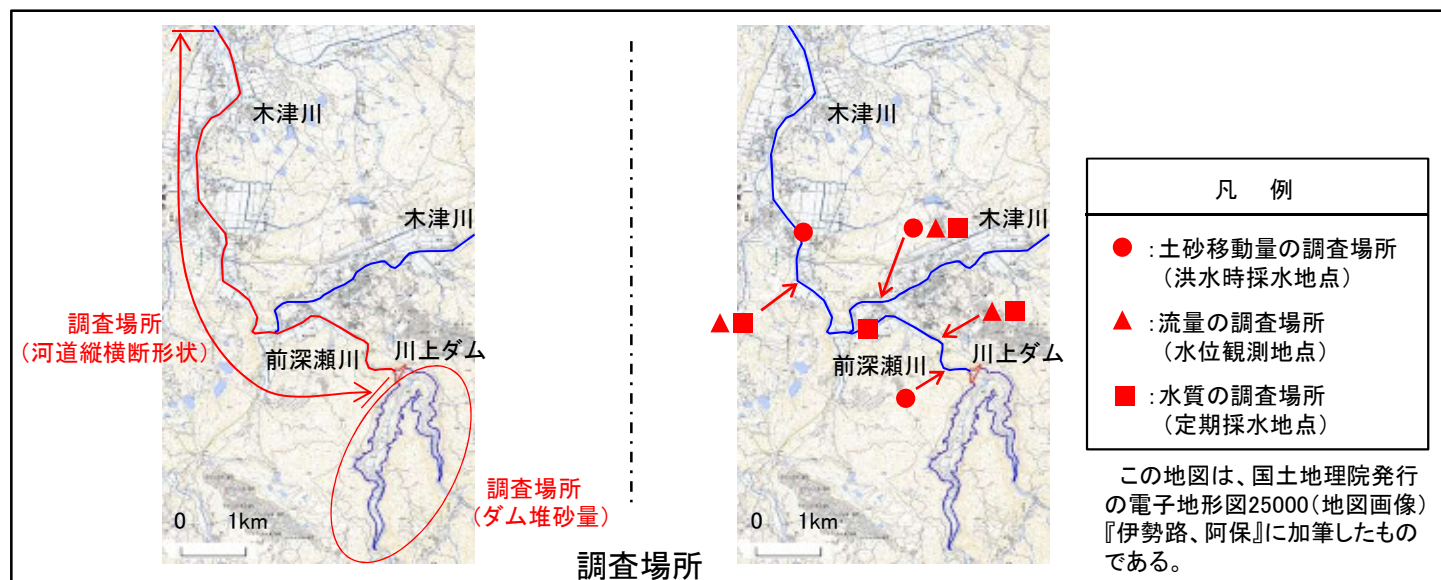 木津川
木津川
調査場所
(河道縦横断形状)
前深瀬川
川上ダム
調査場所
(ダム堆砂量)
0 1km
木津川
木津川
前深瀬川
川上ダム
0 1km
調査場所
凡 例
●:土砂移動量の調査場所
(洪水時採水地点)
▲:流量の調査場所
(水位観測地点)
■:水質の調査場所
(定期採水地点)
この地図は、国土地理院発行
の電子地形図25000(地図画像)
『伊勢路、阿保』に加筆したもの
である。